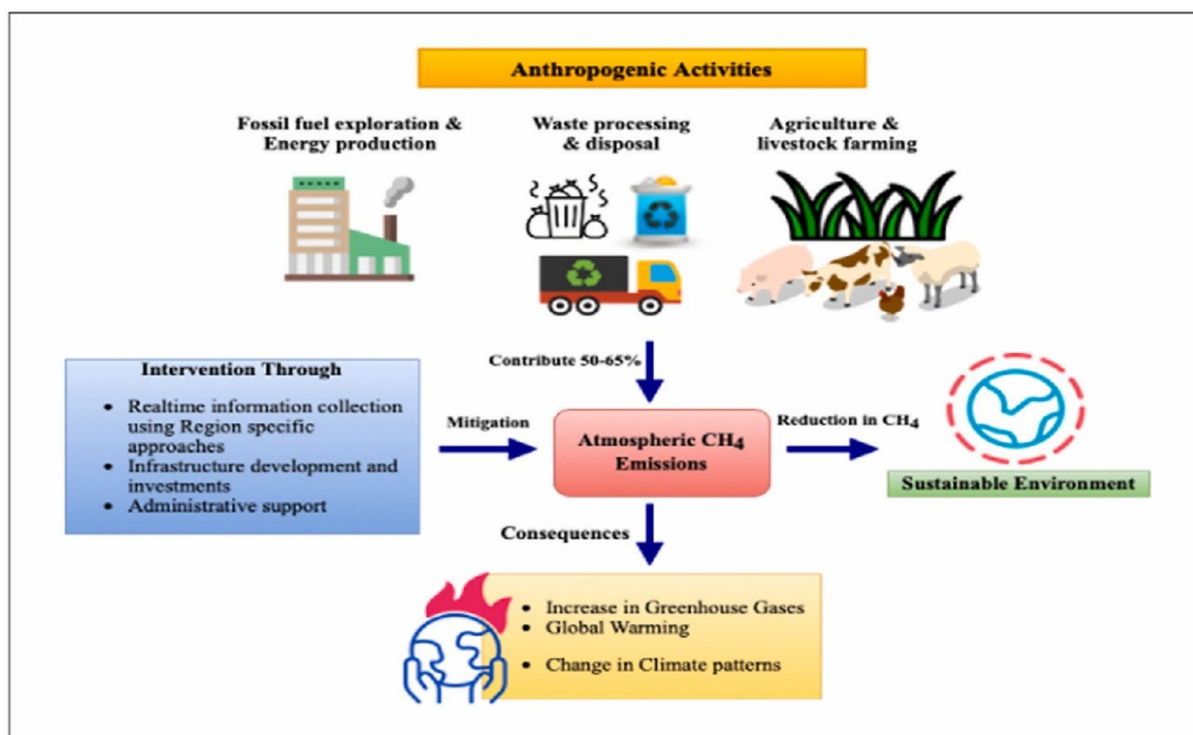 Anthropogenic Activities
Fossil fuel exploration &
Energy production
Waste processing
& disposal
Agriculture &
livestock farming
Contribute 50-65%
Intervention Through
• Realtime information collection
using Region specific
approaches
• Infrastructure development and
investments
• Administrative support
Mitigation
Atmospheric CH₄
Emissions
Reduction in CH₄
Sustainable Environment
Consequences
• Increase in Greenhouse Gases
• Global Warming
• Change in Climate patterns